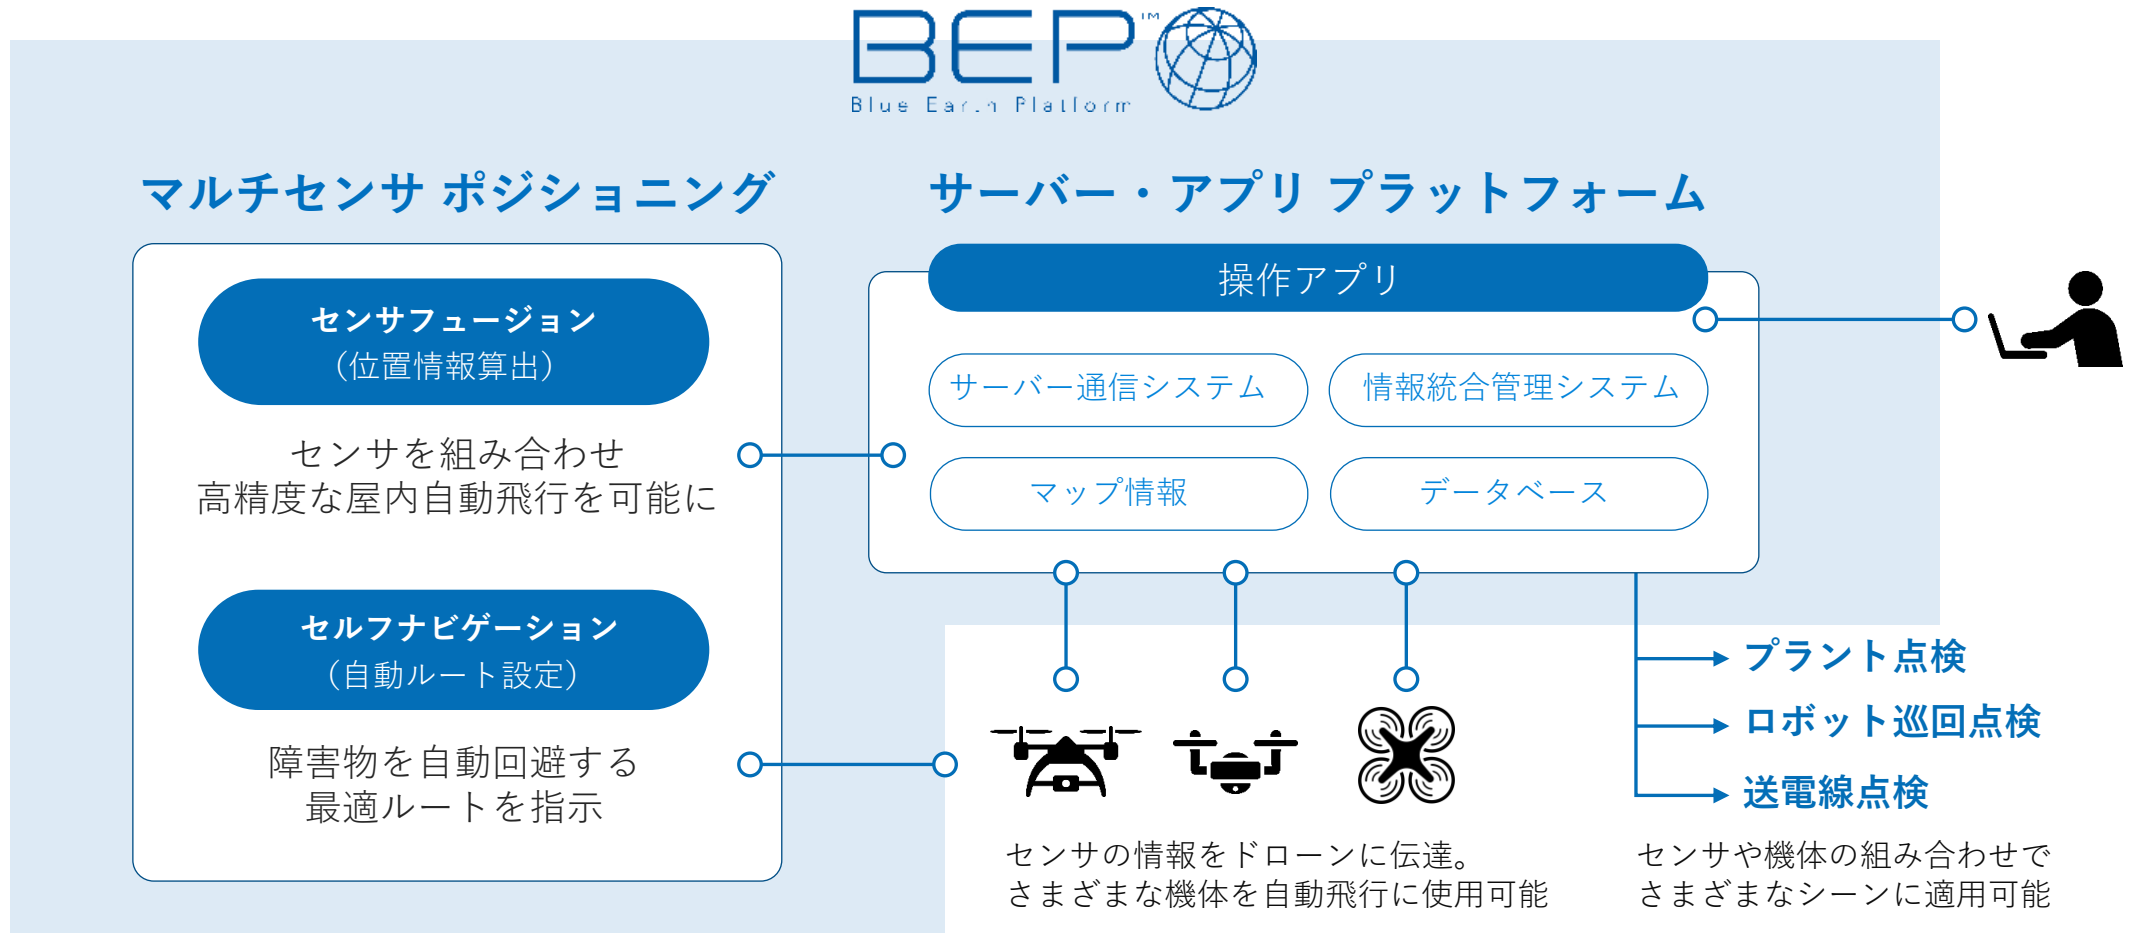 BEP™
Blue Earth Platform
マルチセンサ ポジショニング
センサフュージョン
（位置情報算出）
センサを組み合わせ
高精度な屋内自動飛行を可能に
セルフナビゲーション
（自動ルート設定）
障害物を自動回避する
最適ルートを指示
サーバー・アプリ プラットフォーム
操作アプリ
サーバー通信システム
情報統合管理システム
マップ情報
データベース
センサの情報をドローンに伝達。
さまざまな機体を自動飛行に使用可能
プラント点検
ロボット巡回点検
送電線点検
センサや機体の組み合わせで
さまざまなシーンに適用可能